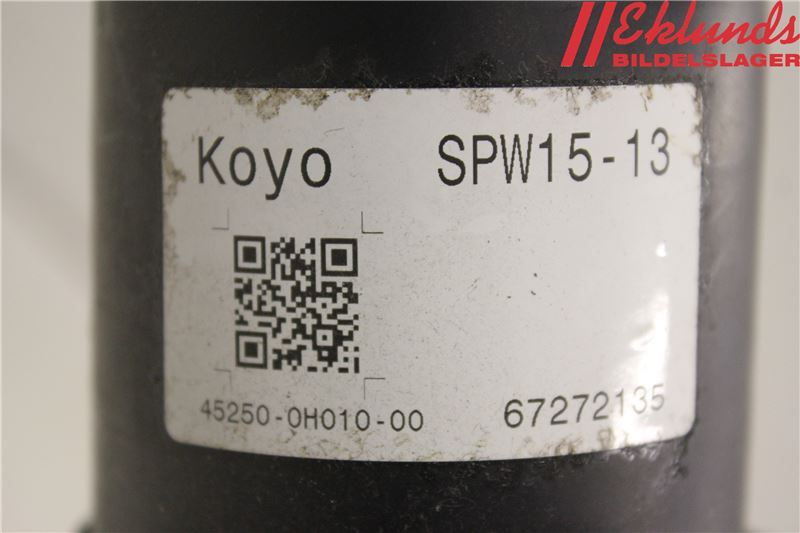 Eklunds
BILDELSLAGER
Koyo SPW15-13
45250-0H010-00 67272135